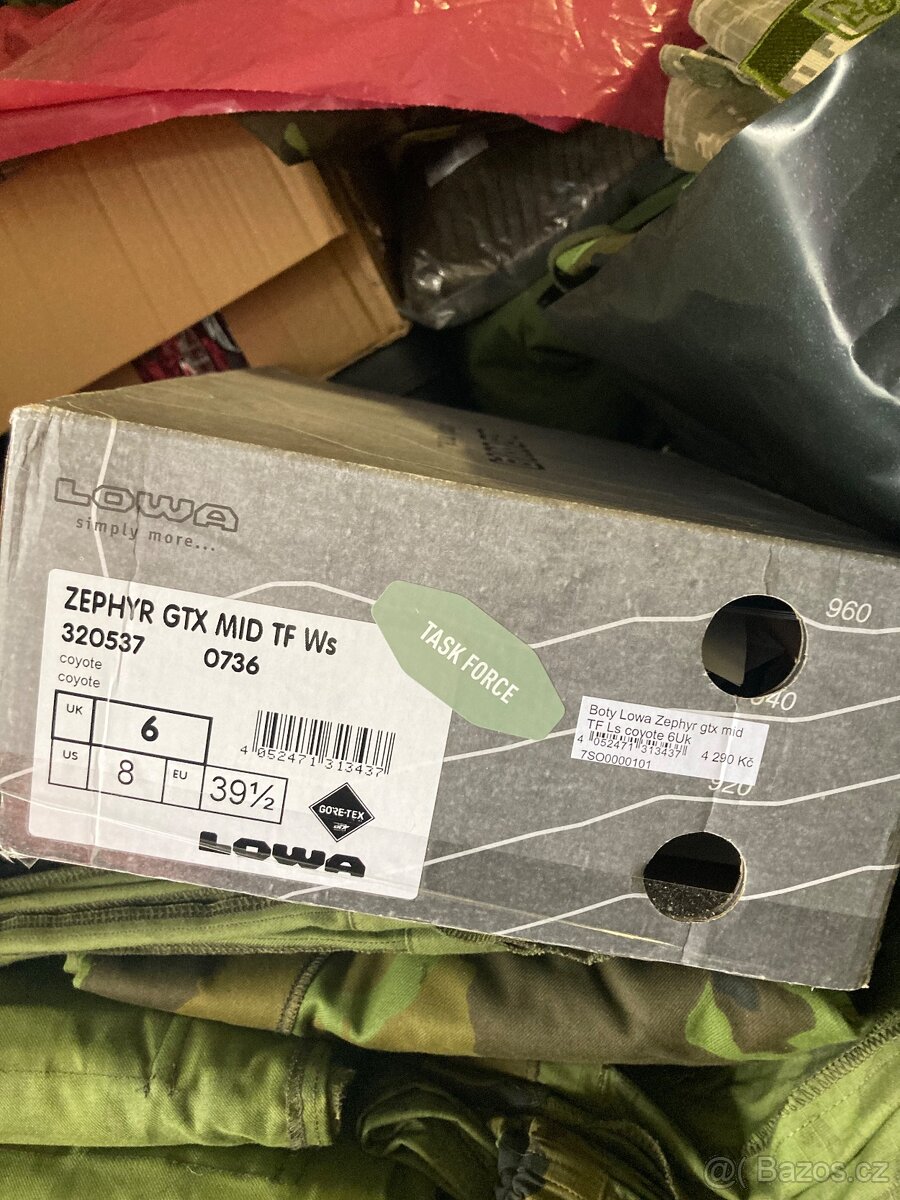 LOWA
simply more...
ZEPHYR GTX MID TF Ws
320537 0736
coyote
coyote
UK 6
US 8 EU 39½
4 052471 313437
GORE-TEX
LOWA
TASK FORCE
960
940
920
Boty Lowa Zephyr gtx mid
TF Ls coyote 6Uk
4 052471 313437 4 290 Kč
7SO0000101
Bazos.cz